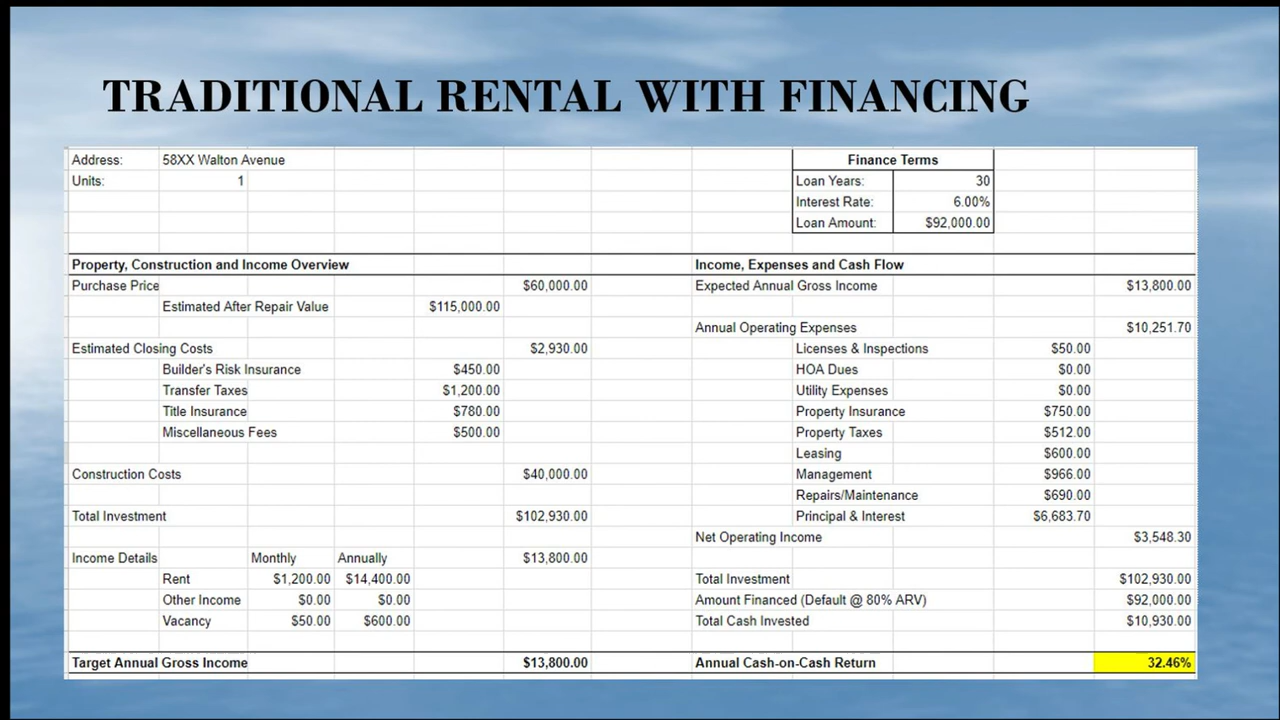 TRADITIONAL RENTAL WITH FINANCING
Address: 58XX Walton Avenue
Units: 1
Finance Terms
Loan Years: 30
Interest Rate: 6.00%
Loan Amount: $92,000.00
Property, Construction and Income Overview
Purchase Price $60,000.00
Estimated After Repair Value $115,000.00
Estimated Closing Costs $2,930.00
Builder's Risk Insurance $450.00
Transfer Taxes $1,200.00
Title Insurance $780.00
Miscellaneous Fees $500.00
Construction Costs $40,000.00
Total Investment $102,930.00
Income Details Monthly Annually $13,800.00
Rent $1,200.00 $14,400.00
Other Income $0.00 $0.00
Vacancy $50.00 $600.00
Target Annual Gross Income $13,800.00
Income, Expenses and Cash Flow
Expected Annual Gross Income $13,800.00
Annual Operating Expenses $10,251.70
Licenses & Inspections $50.00
HOA Dues $0.00
Utility Expenses $0.00
Property Insurance $750.00
Property Taxes $512.00
Leasing $600.00
Management $966.00
Repairs/Maintenance $690.00
Principal & Interest $6,683.70
Net Operating Income $3,548.30
Total Investment $102,930.00
Amount Financed (Default @ 80% ARV) $92,000.00
Total Cash Invested $10,930.00
Annual Cash-on-Cash Return 32.46%